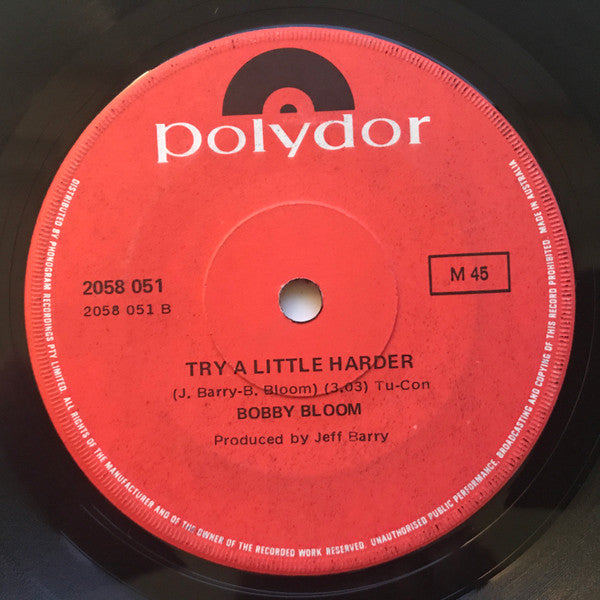 polydor
2058 051
2058 051 B
M 45
TRY A LITTLE HARDER
(J. Barry-B. Bloom) (3,03) Tu-Con
BOBBY BLOOM
Produced by Jeff Barry
DISTRIBUTED BY PHONOGRAM RECORDINGS PTY LIMITED. ALL RIGHTS OF THE MANUFACTURER AND OF THE OWNER OF THE RECORDED WORK RESERVED. UNAUTHORISED PUBLIC PERFORMANCE, BROADCASTING AND COPYING OF THIS RECORD PROHIBITED. MADE IN AUSTRALIA